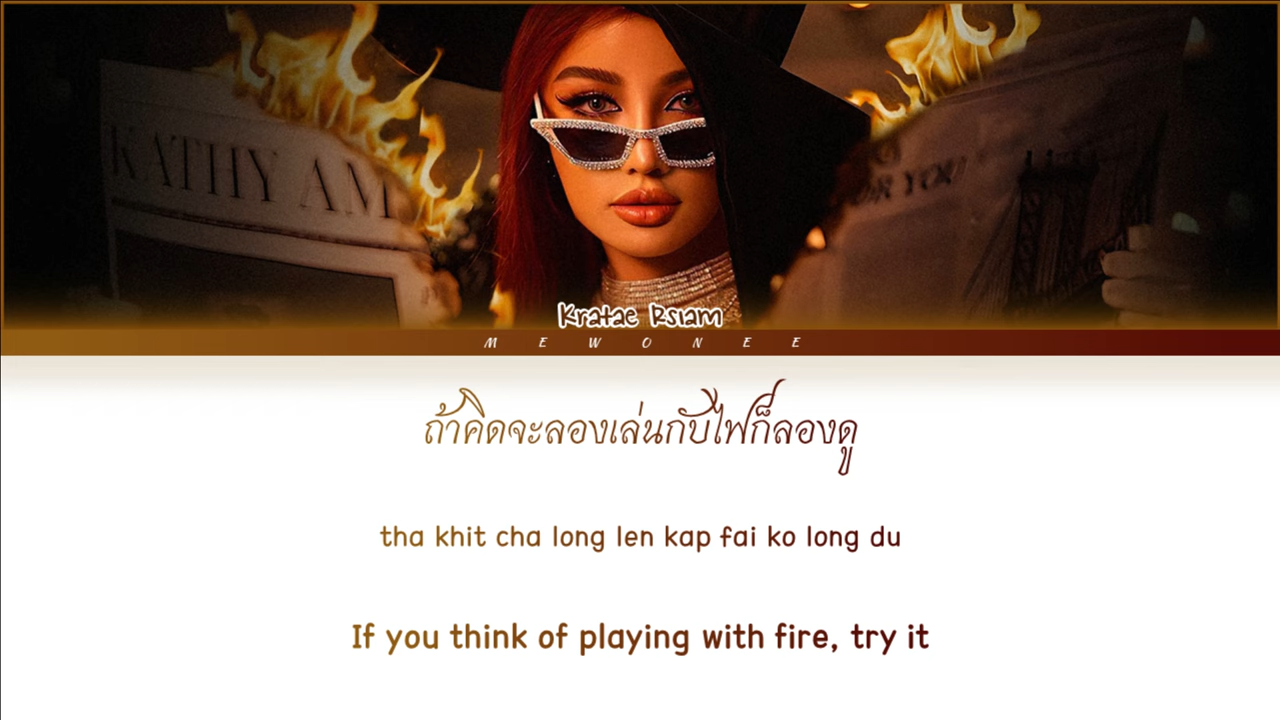 KATHY AM
OR YOU
Kratae Rsiam
MEWONEE
ถ้าคิดจะลองเล่นกับไฟก็ลองดู
tha khit cha long len kap fai ko long du
If you think of playing with fire, try it